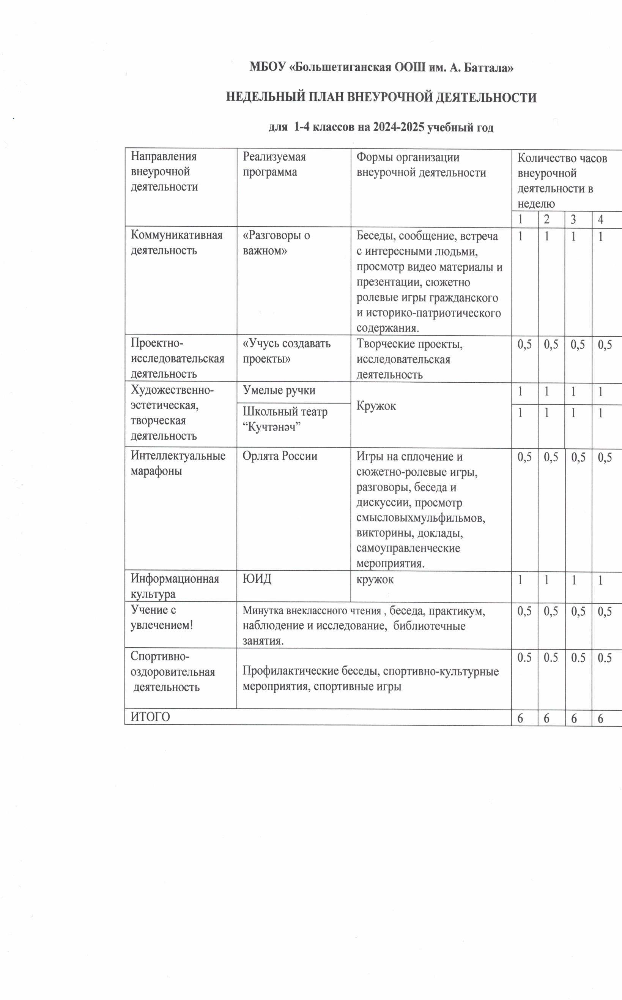 МБОУ «Большетиганская ООШ им. А. Баттала»
НЕДЕЛЬНЫЙ ПЛАН ВНЕУРОЧНОЙ ДЕЯТЕЛЬНОСТИ
для 1-4 классов на 2024-2025 учебный год
Направления
внеурочной
деятельности
Реализуемая
программа
Формы организации
внеурочной деятельности
Количество часов
внеурочной
деятельности в
неделю
1 2 3 4
Коммуникативная
деятельность
«Разговоры о
важном»
Беседы, сообщение, встреча
с интересными людьми,
просмотр видео материалы и
презентации, сюжетно
ролевые игры гражданского
и историко-патриотического
содержания.
1 1 1 1
Проектно-
исследовательская
деятельность
«Учусь создавать
проекты»
Творческие проекты,
исследовательская
деятельность
0,5 0,5 0,5 0,5
Художественно-
эстетическая,
творческая
деятельность
Умелые ручки
Кружок
1 1 1 1
Школьный театр
“Кучтәнәч”
1 1 1 1
Интеллектуальные
марафоны
Орлята России
Игры на сплочение и
сюжетно-ролевые игры,
разговоры, беседа и
дискуссии, просмотр
смысловыхмульфильмов,
викторины, доклады,
самоуправленческие
мероприятия.
0,5 0,5 0,5 0,5
Информационная
культура
ЮИД
кружок
1 1 1 1
Учение с
увлечением!
Минутка внеклассного чтения , беседа, практикум,
наблюдение и исследование, библиотечные
занятия.
0,5 0,5 0,5 0,5
Спортивно-
оздоровительная
деятельность
Профилактические беседы, спортивно-культурные
мероприятия, спортивные игры
0.5 0.5 0.5 0.5
ИТОГО
6 6 6 6